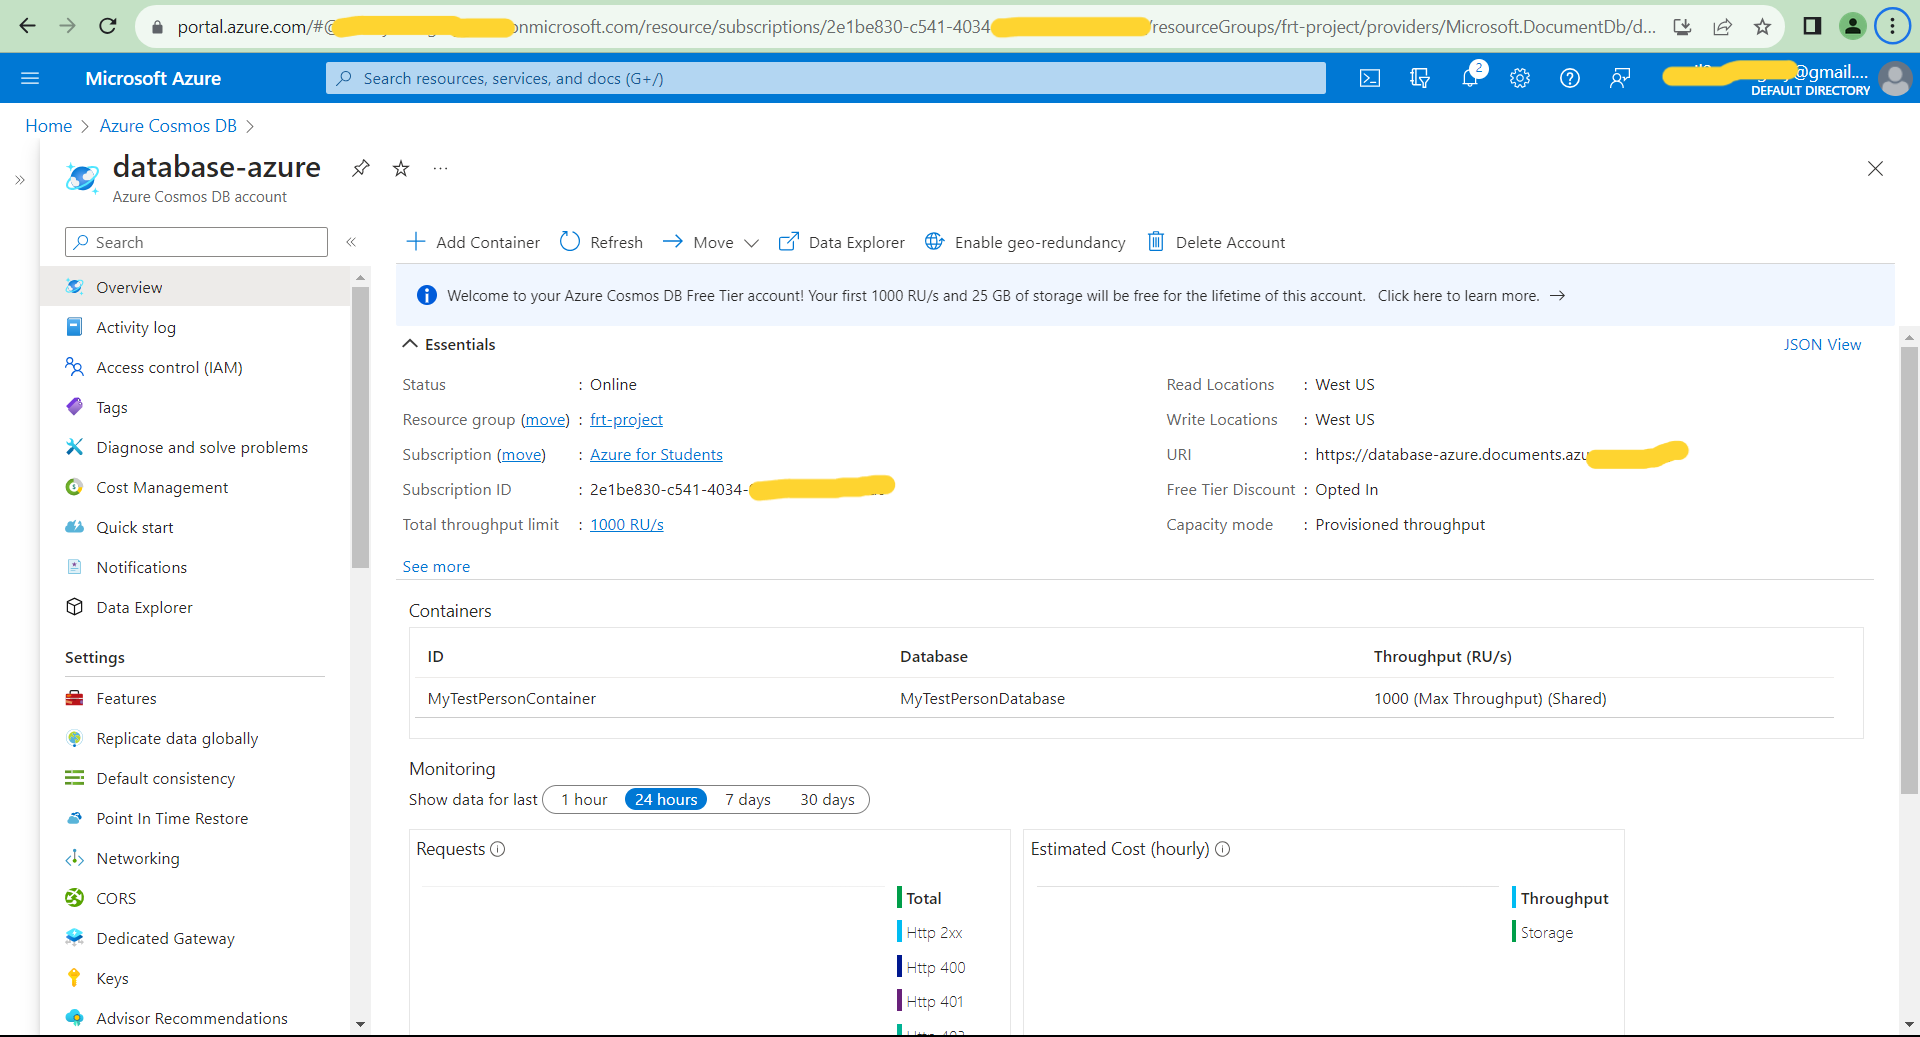 portal.azure.com/#@ onmicrosoft.com/resource/subscriptions/2e1be830-c541-4034 /resourceGroups/frt-project/providers/Microsoft.DocumentDb/d...
Microsoft Azure
Search resources, services, and docs (G+/)
2
@gmail....
DEFAULT DIRECTORY
Home > Azure Cosmos DB >
database-azure
Azure Cosmos DB account
Search
Add Container Refresh Move Data Explorer Enable geo-redundancy Delete Account
Overview
Activity log
Access control (IAM)
Tags
Diagnose and solve problems
Cost Management
Quick start
Notifications
Data Explorer
Settings
Features
Replicate data globally
Default consistency
Point In Time Restore
Networking
CORS
Dedicated Gateway
Keys
Advisor Recommendations
Welcome to your Azure Cosmos DB Free Tier account! Your first 1000 RU/s and 25 GB of storage will be free for the lifetime of this account. Click here to learn more. →
Essentials
JSON View
Status : Online
Resource group (move) : frt-project
Subscription (move) : Azure for Students
Subscription ID : 2e1be830-c541-4034-
Total throughput limit : 1000 RU/s
Read Locations : West US
Write Locations : West US
URI : https://database-azure.documents.azu
Free Tier Discount : Opted In
Capacity mode : Provisioned throughput
See more
Containers
ID Database Throughput (RU/s)
MyTestPersonContainer MyTestPersonDatabase 1000 (Max Throughput) (Shared)
Monitoring
Show data for last 1 hour 24 hours 7 days 30 days
Requests
Total
Http 2xx
Http 400
Http 401
Estimated Cost (hourly)
Throughput
Storage